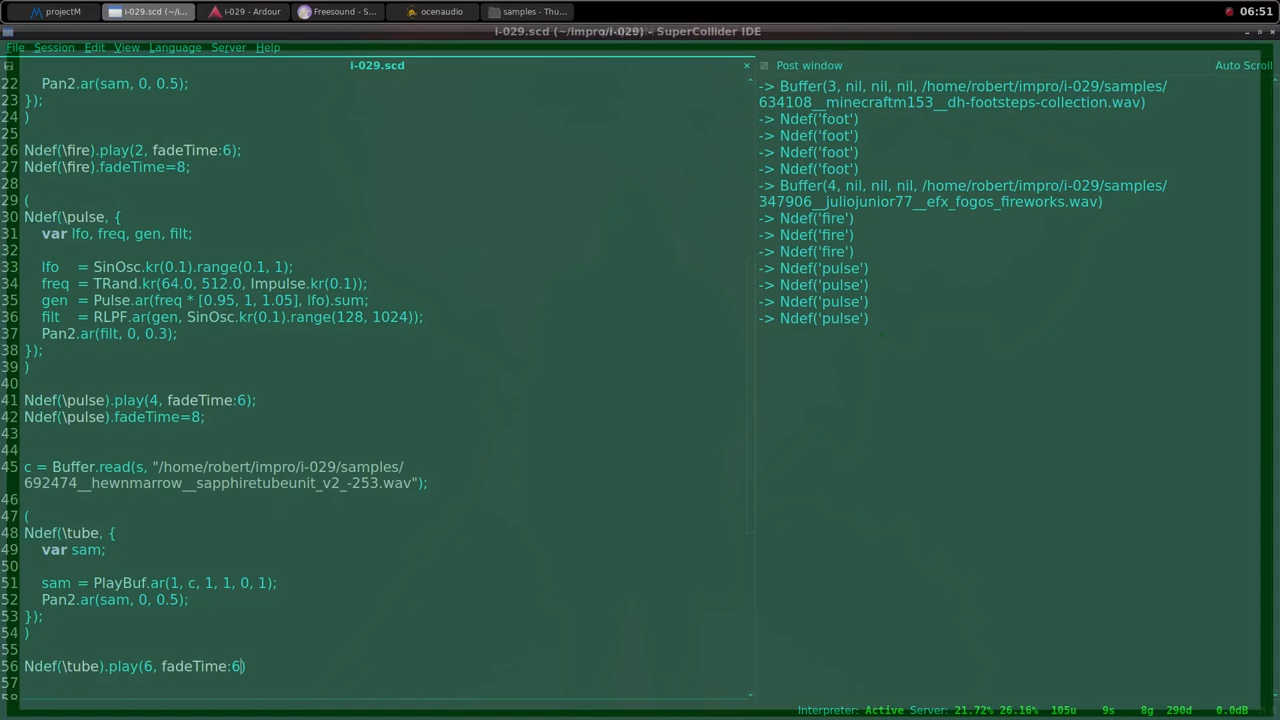 projectM
i-029.scd (~/i...
i-029 - Ardour
Freesound - S...
ocenaudio
samples - Thu...
06:51
i-029.scd (~/impro/i-029) - SuperCollider IDE
File Session Edit View Language Server Help
i-029.scd
22 Pan2.ar(sam, 0, 0.5);
23 });
24 )
25
26 Ndef(\fire).play(2, fadeTime:6);
27 Ndef(\fire).fadeTime=8;
28
29 (
30 Ndef(\pulse, {
31 var lfo, freq, gen, filt;
32
33 lfo = SinOsc.kr(0.1).range(0.1, 1);
34 freq = TRand.kr(64.0, 512.0, Impulse.kr(0.1));
35 gen = Pulse.ar(freq * [0.95, 1, 1.05], lfo).sum;
36 filt = RLPF.ar(gen, SinOsc.kr(0.1).range(128, 1024));
37 Pan2.ar(filt, 0, 0.3);
38 });
39 )
40
41 Ndef(\pulse).play(4, fadeTime:6);
42 Ndef(\pulse).fadeTime=8;
43
44
45 c = Buffer.read(s, "/home/robert/impro/i-029/samples/
692474__hewnmarrow__sapphiretubeunit_v2_-253.wav");
46
47 (
48 Ndef(\tube, {
49 var sam;
50
51 sam = PlayBuf.ar(1, c, 1, 1, 0, 1);
52 Pan2.ar(sam, 0, 0.5);
53 });
54 )
55
56 Ndef(\tube).play(6, fadeTime:6)
57
58
Post window
Auto Scroll
-> Buffer(3, nil, nil, nil, /home/robert/impro/i-029/samples/
634108__minecraftm153__dh-footsteps-collection.wav)
-> Ndef('foot')
-> Ndef('foot')
-> Ndef('foot')
-> Ndef('foot')
-> Buffer(4, nil, nil, nil, /home/robert/impro/i-029/samples/
347906__juliojunior77__efx_fogos_fireworks.wav)
-> Ndef('fire')
-> Ndef('fire')
-> Ndef('fire')
-> Ndef('pulse')
-> Ndef('pulse')
-> Ndef('pulse')
-> Ndef('pulse')
Interpreter: Active Server: 21.72% 26.16% 105u 9s 8g 290d 0.0dB